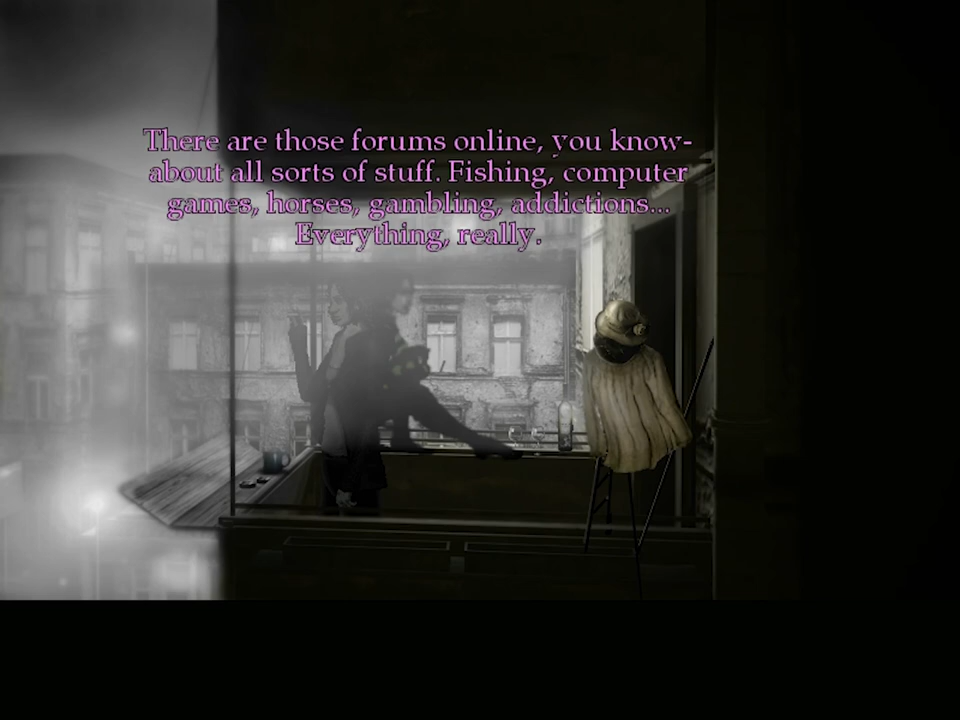 There are those forums online, you know-
about all sorts of stuff. Fishing, computer
games, horses, gambling, addictions...
Everything, really.